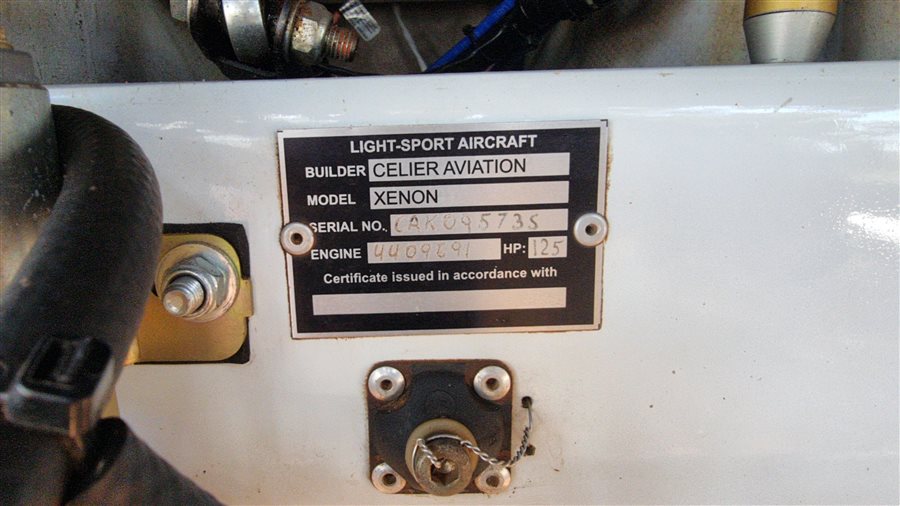 LIGHT-SPORT AIRCRAFT
BUILDER CELIER AVIATION
MODEL XENON
SERIAL NO., CAK09573S
ENGINE 4409691 HP: 125
Certificate issued in accordance with